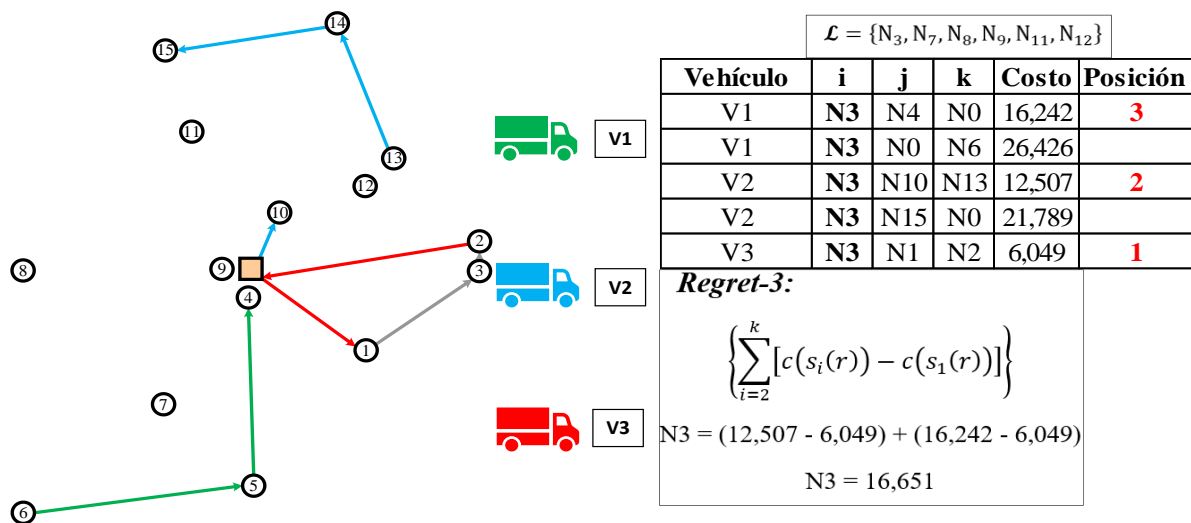 14
15
11
13
12
10
2
8
9
3
4
1
7
5
6
V1
V2
V3
𝓛 = {N₃, N₇, N₈, N₉, N₁₁, N₁₂}
Vehículo i j k Costo Posición
V1 N3 N4 N0 16,242 3
V1 N3 N0 N6 26,426
V2 N3 N10 N13 12,507 2
V2 N3 N15 N0 21,789
V3 N3 N1 N2 6,049 1
Regret-3:
{∑_{i=2}^{k} [c(s_i(r)) − c(s_1(r))]}
N3 = (12,507 - 6,049) + (16,242 - 6,049)
N3 = 16,651